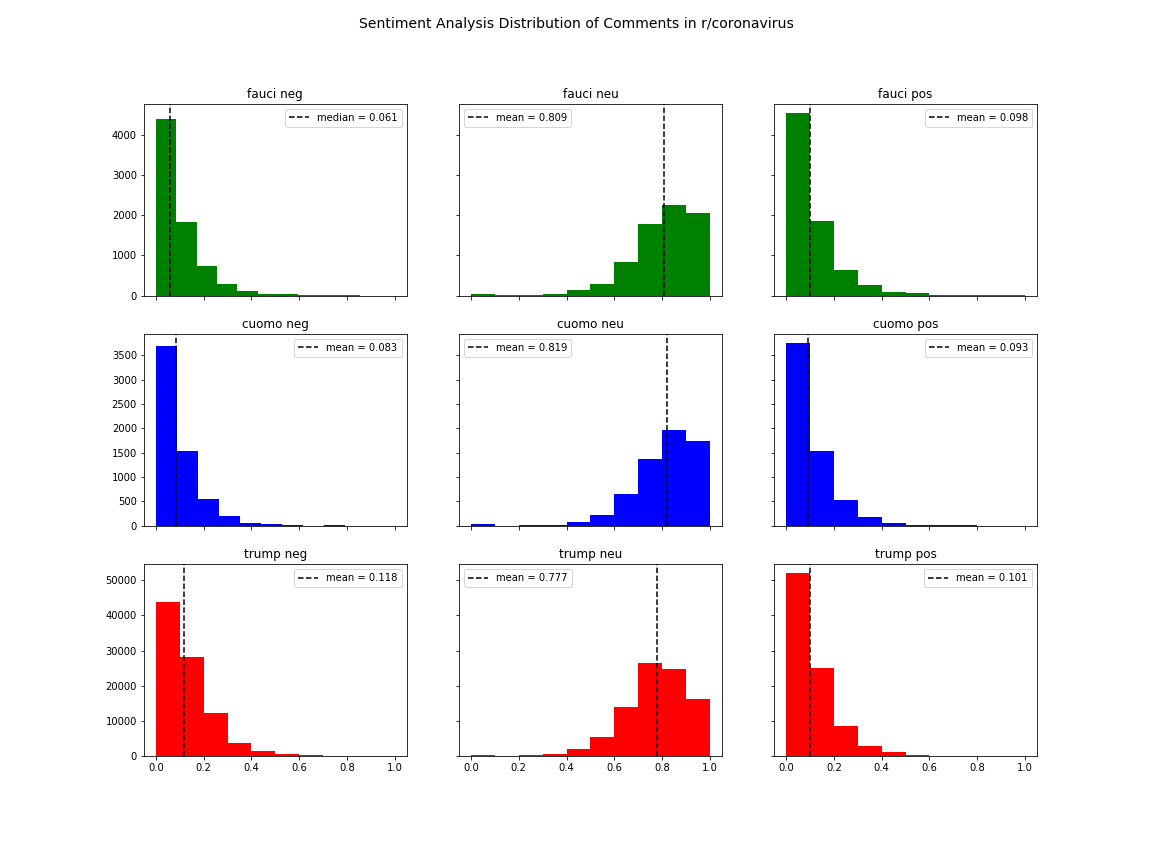 Sentiment Analysis Distribution of Comments in r/coronavirus
fauci neg
median = 0.061
4000
3000
2000
1000
0
fauci neu
mean = 0.809
fauci pos
mean = 0.098
cuomo neg
mean = 0.083
3500
3000
2500
2000
1500
1000
500
0
cuomo neu
mean = 0.819
cuomo pos
mean = 0.093
trump neg
mean = 0.118
50000
40000
30000
20000
10000
0
0.0 0.2 0.4 0.6 0.8 1.0
trump neu
mean = 0.777
0.0 0.2 0.4 0.6 0.8 1.0
trump pos
mean = 0.101
0.0 0.2 0.4 0.6 0.8 1.0